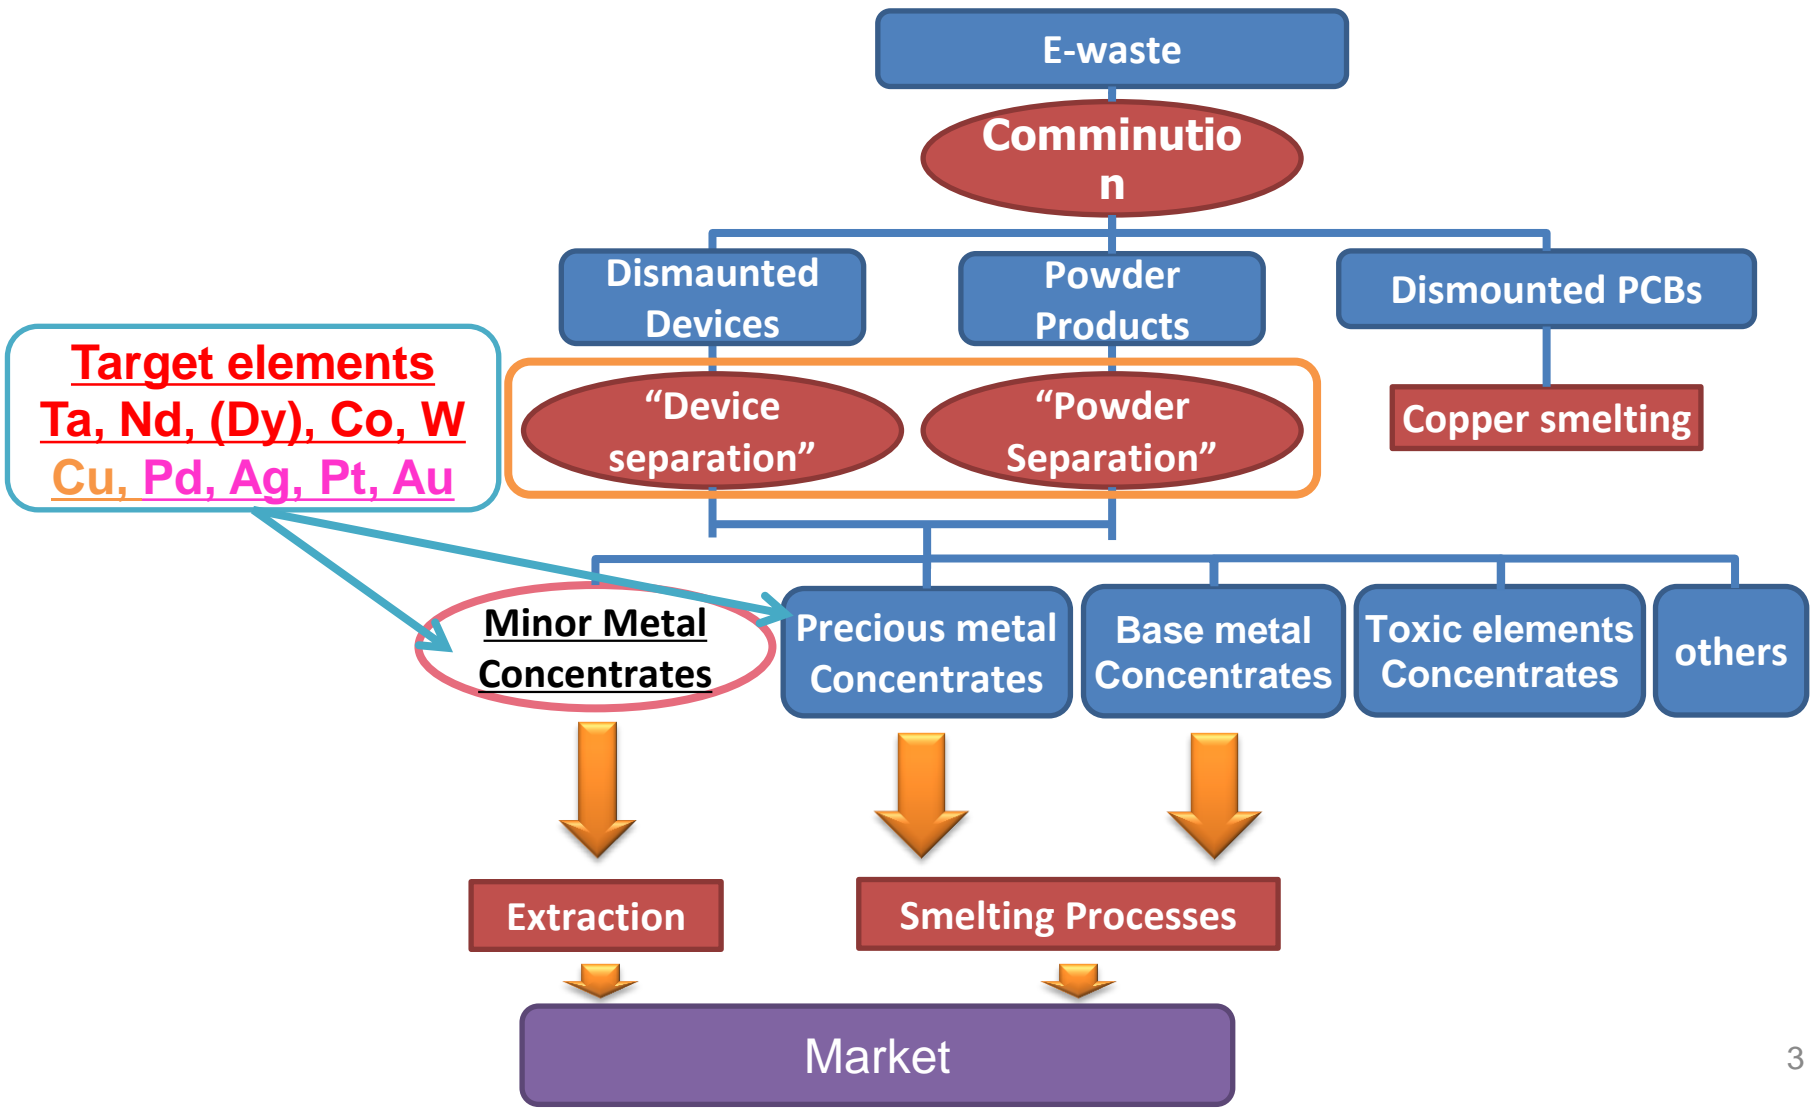 E-waste
Comminutio
n
Dismaunted
Devices
Powder
Products
Dismounted PCBs
Target elements
Ta, Nd, (Dy), Co, W
Cu, Pd, Ag, Pt, Au
“Device
separation”
“Powder
Separation”
Copper smelting
Minor Metal
Concentrates
Precious metal
Concentrates
Base metal
Concentrates
Toxic elements
Concentrates
others
Extraction
Smelting Processes
Market
3